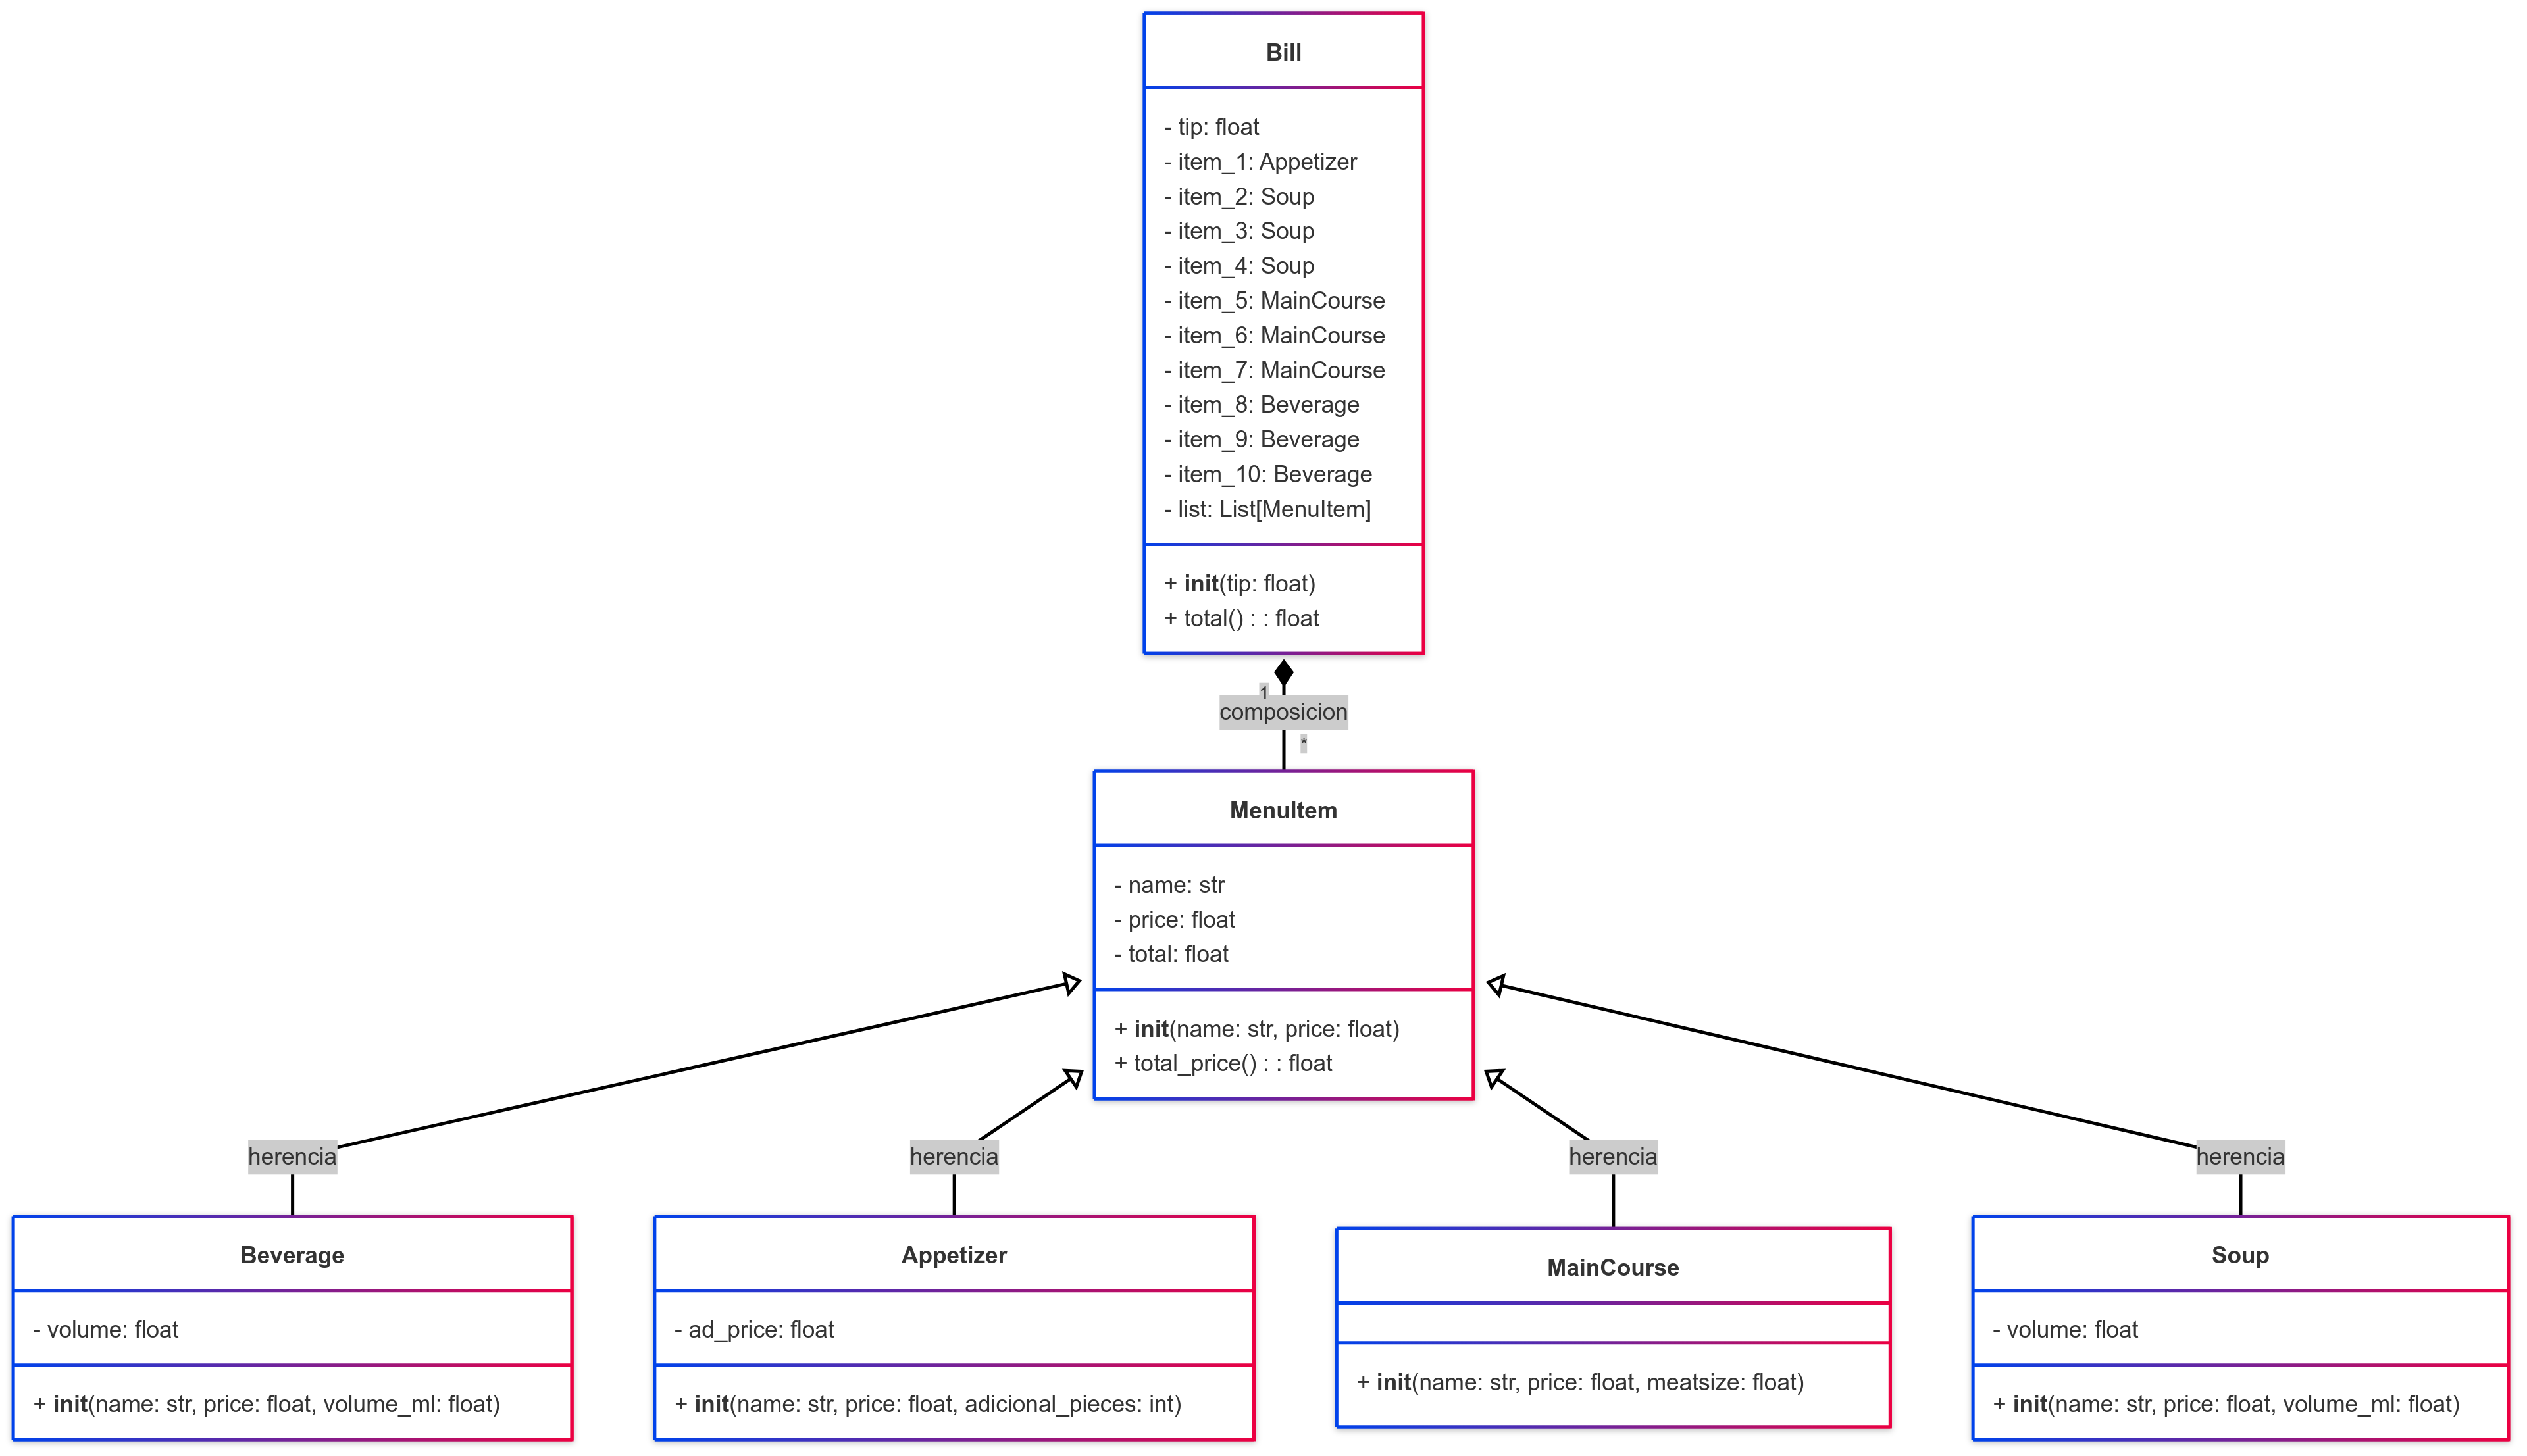 Bill
- tip: float
- item_1: Appetizer
- item_2: Soup
- item_3: Soup
- item_4: Soup
- item_5: MainCourse
- item_6: MainCourse
- item_7: MainCourse
- item_8: Beverage
- item_9: Beverage
- item_10: Beverage
- list: List[MenuItem]
+ init(tip: float)
+ total() : : float
1
composicion
*
MenuItem
- name: str
- price: float
- total: float
+ init(name: str, price: float)
+ total_price() : : float
herencia
herencia
herencia
herencia
Beverage
- volume: float
+ init(name: str, price: float, volume_ml: float)
Appetizer
- ad_price: float
+ init(name: str, price: float, adicional_pieces: int)
MainCourse
+ init(name: str, price: float, meatsize: float)
Soup
- volume: float
+ init(name: str, price: float, volume_ml: float)